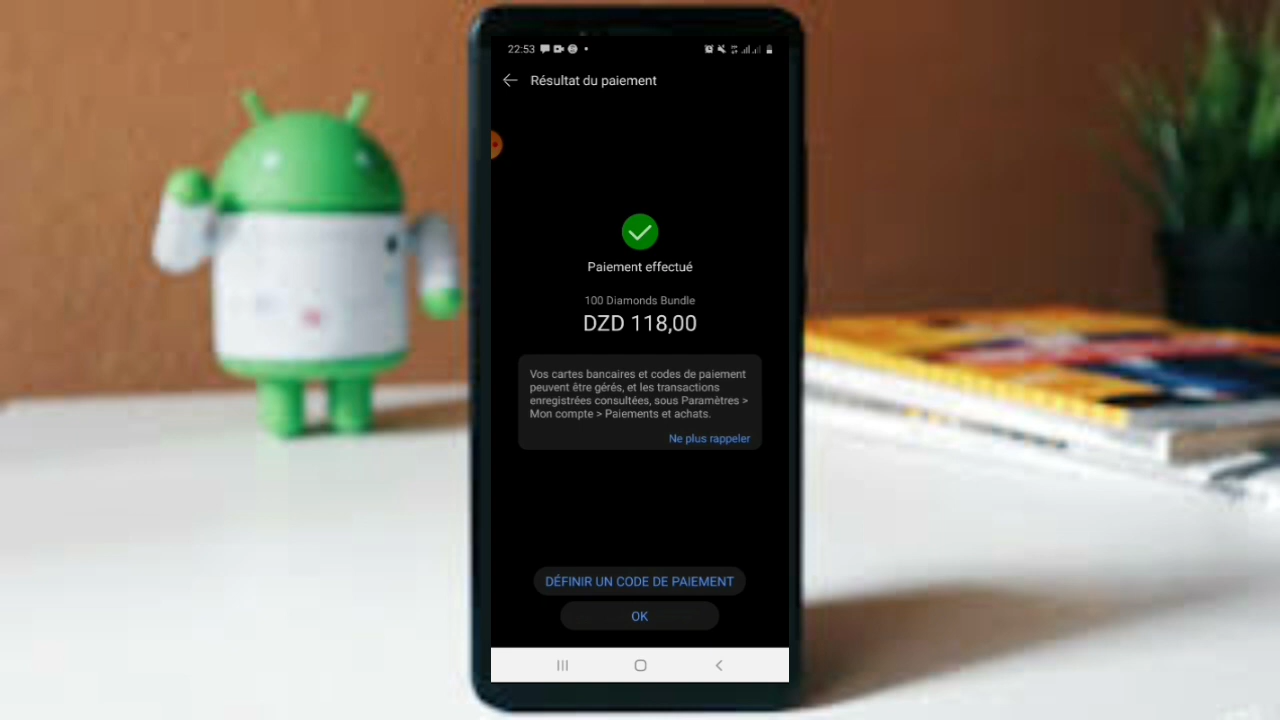 22:53
Résultat du paiement
Paiement effectué
100 Diamonds Bundle
DZD 118,00
Vos cartes bancaires et codes de paiement
peuvent être gérés, et les transactions
enregistrées consultées, sous Paramètres >
Mon compte > Paiements et achats.
Ne plus rappeler
DÉFINIR UN CODE DE PAIEMENT
OK